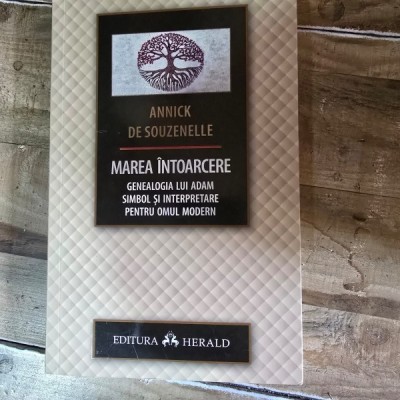 ANNICK
DE SOUZENELLE
MAREA ÎNTOARCERE
GENEALOGIA LUI ADAM
SIMBOL ȘI INTERPRETARE
PENTRU OMUL MODERN
EDITURA HERALD